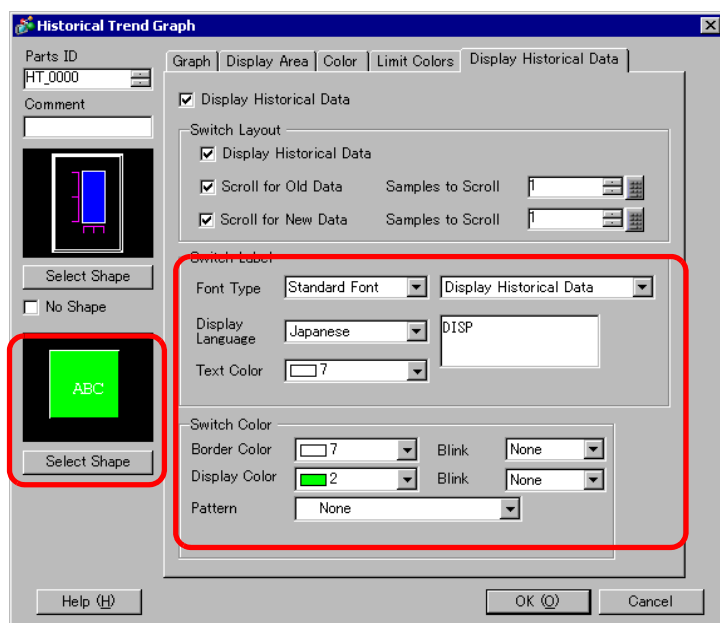 Historical Trend Graph
Parts ID
HT_0000
Comment
Select Shape
No Shape
ABC
Select Shape
Graph Display Area Color Limit Colors Display Historical Data
Display Historical Data
Switch Layout
Display Historical Data
Scroll for Old Data Samples to Scroll 1
Scroll for New Data Samples to Scroll 1
Switch Label
Font Type Standard Font Display Historical Data
Display Language Japanese DISP
Text Color 7
Switch Color
Border Color 7 Blink None
Display Color 2 Blink None
Pattern None
Help (H) OK (O) Cancel